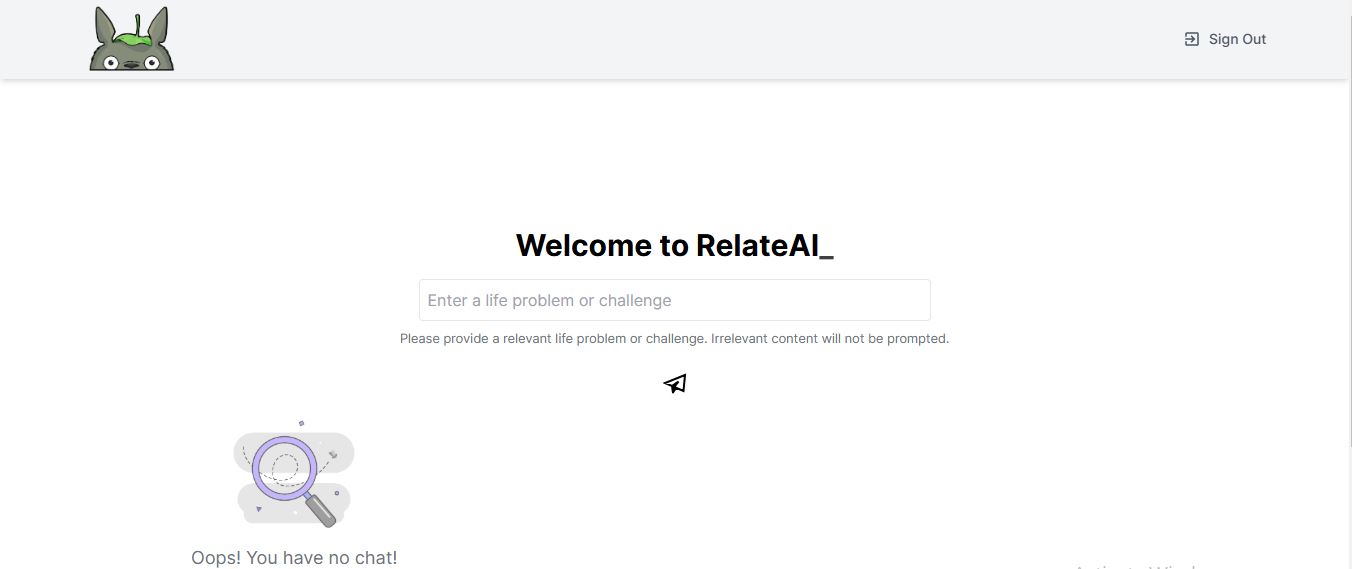 Sign Out
Welcome to RelateAI_
Enter a life problem or challenge
Please provide a relevant life problem or challenge. Irrelevant content will not be prompted.
Oops! You have no chat!